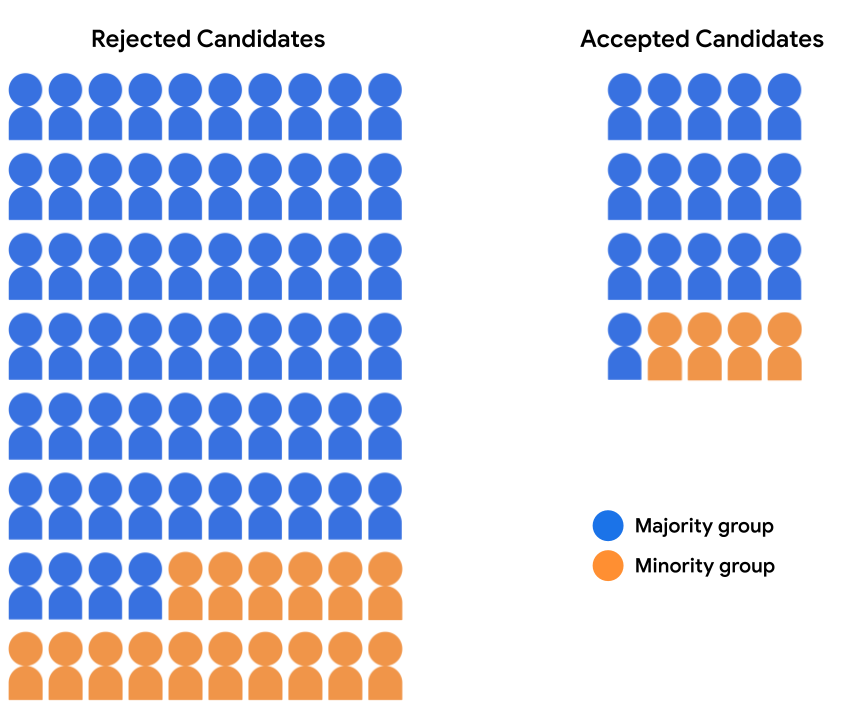 Rejected Candidates
Accepted Candidates
Majority group
Minority group